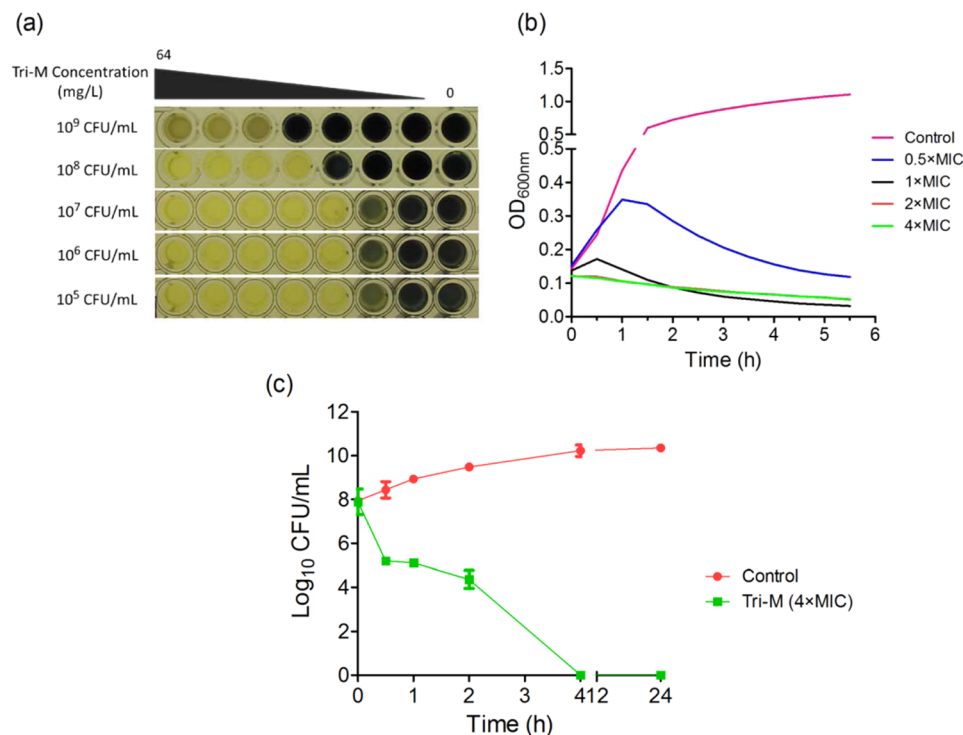 (a)
64
Tri-M Concentration
(mg/L)
0
10⁹ CFU/mL
10⁸ CFU/mL
10⁷ CFU/mL
10⁶ CFU/mL
10⁵ CFU/mL
(b)
1.5
1.0
0.5
0.5
0.4
0.3
0.2
0.1
0.0
OD₆₀₀nm
0 1 2 3 4 5 6
Time (h)
Control
0.5×MIC
1×MIC
2×MIC
4×MIC
(c)
12
10
8
6
4
2
0
Log₁₀ CFU/mL
0 1 2 3 4 12 24
Time (h)
Control
Tri-M (4×MIC)